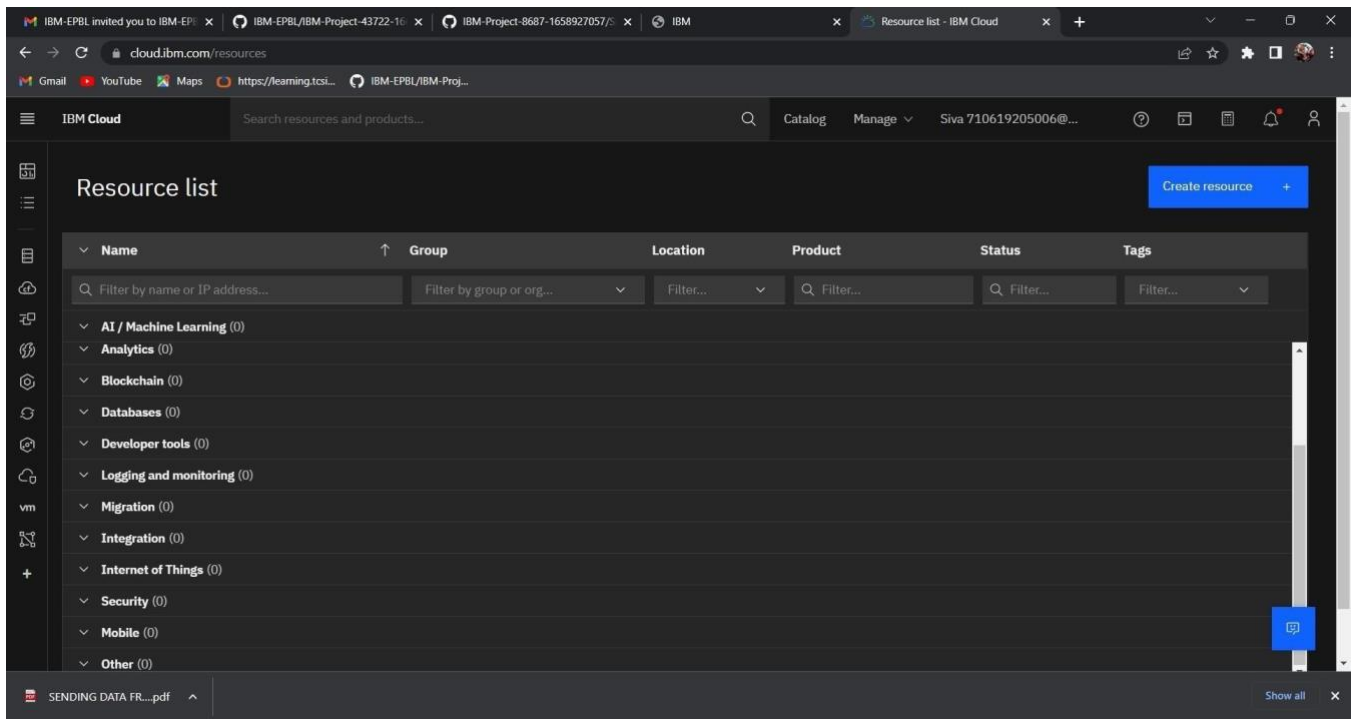 IBM-EPBL invited you to IBM-EPB
IBM-EPBL/IBM-Project-43722-16
IBM-Project-8687-1658927057/S
IBM
Resource list - IBM Cloud
cloud.ibm.com/resources
Gmail
YouTube
Maps
https://learning.tcsi...
IBM-EPBL/IBM-Proj...
IBM Cloud
Search resources and products...
Catalog
Manage
Siva 710619205006@...
Resource list
Create resource +
Name
Group
Location
Product
Status
Tags
Filter by name or IP address...
Filter by group or org...
Filter...
Filter...
Filter...
Filter...
AI / Machine Learning (0)
Analytics (0)
Blockchain (0)
Databases (0)
Developer tools (0)
Logging and monitoring (0)
Migration (0)
Integration (0)
Internet of Things (0)
Security (0)
Mobile (0)
Other (0)
vm
SENDING DATA FR....pdf
Show all